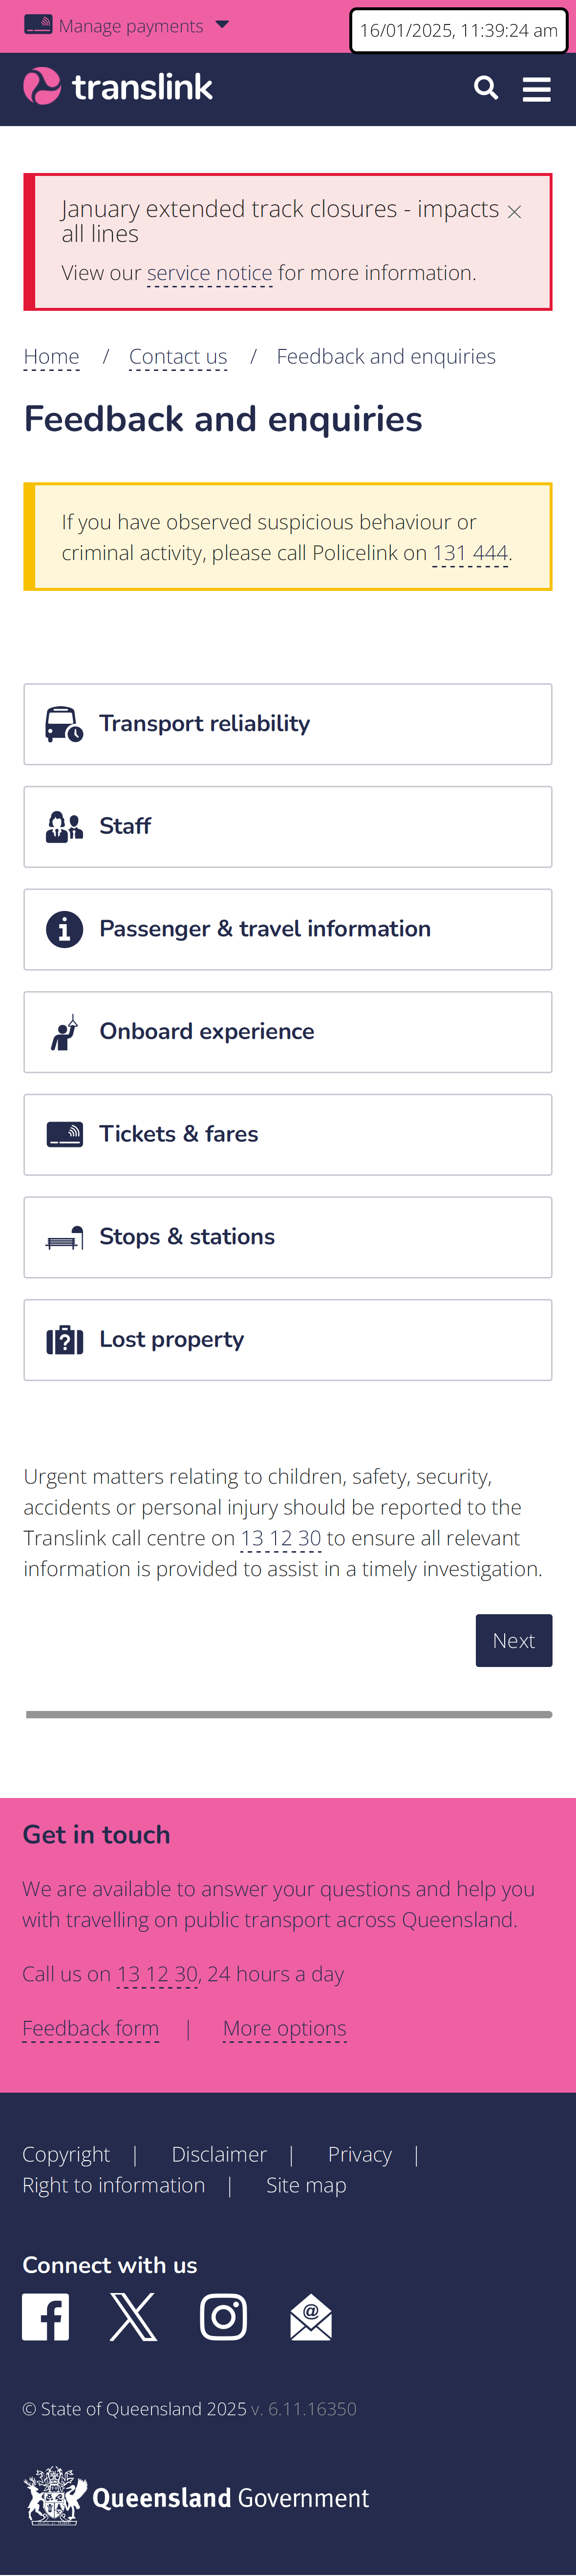 Manage payments
16/01/2025, 11:39:24 am
translink
January extended track closures - impacts
all lines
View our service notice for more information.
Home / Contact us / Feedback and enquiries
Feedback and enquiries
If you have observed suspicious behaviour or
criminal activity, please call Policelink on 131 444.
Transport reliability
Staff
Passenger & travel information
Onboard experience
Tickets & fares
Stops & stations
Lost property
Urgent matters relating to children, safety, security,
accidents or personal injury should be reported to the
Translink call centre on 13 12 30 to ensure all relevant
information is provided to assist in a timely investigation.
Next
Get in touch
We are available to answer your questions and help you
with travelling on public transport across Queensland.
Call us on 13 12 30, 24 hours a day
Feedback form | More options
Copyright | Disclaimer | Privacy |
Right to information | Site map
Connect with us
© State of Queensland 2025 v. 6.11.16350
Queensland Government